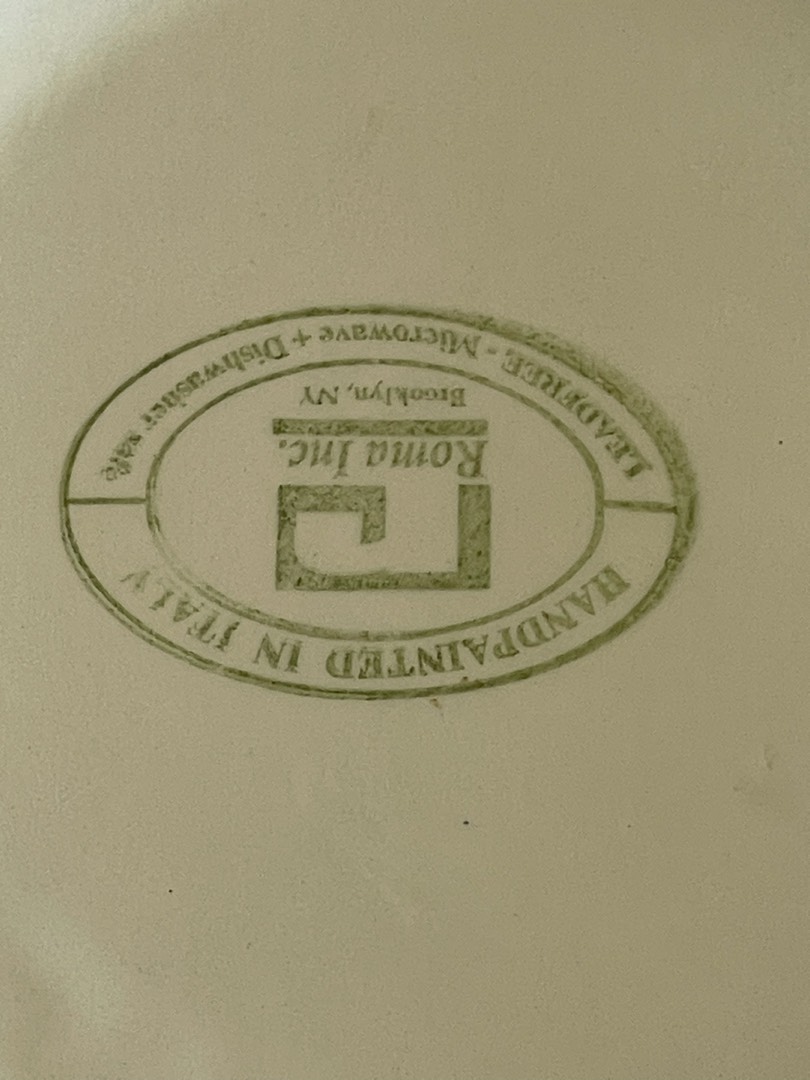 HANDPAINTED IN ITALY
Roma Inc.
Brooklyn, NY
LEADFREE - Microwave + Dishwasher safe